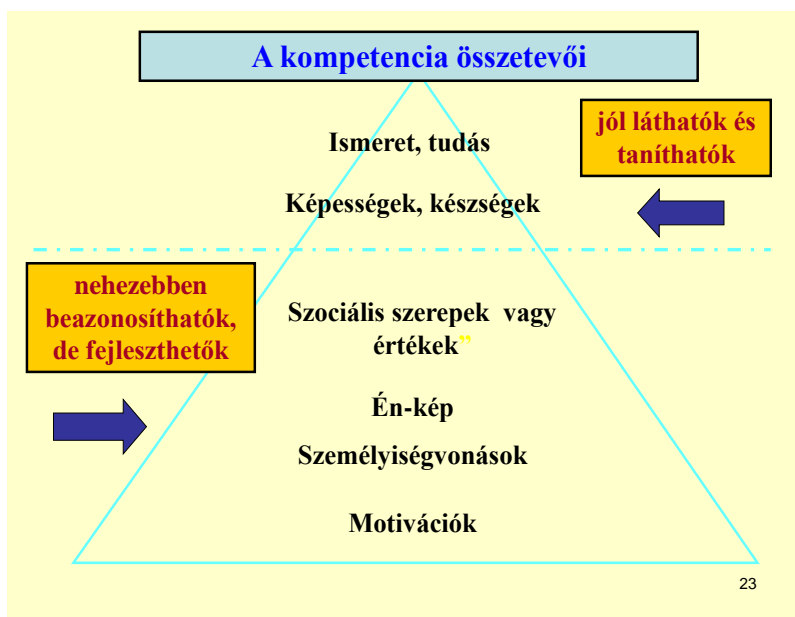 A kompetencia összetevői
jól láthatók és
taníthatók
Ismeret, tudás
Képességek, készségek
nehezebben
beazonosíthatók,
de fejleszthetők
Szociális szerepek vagy
értékek”
Én-kép
Személyiségvonások
Motivációk
23